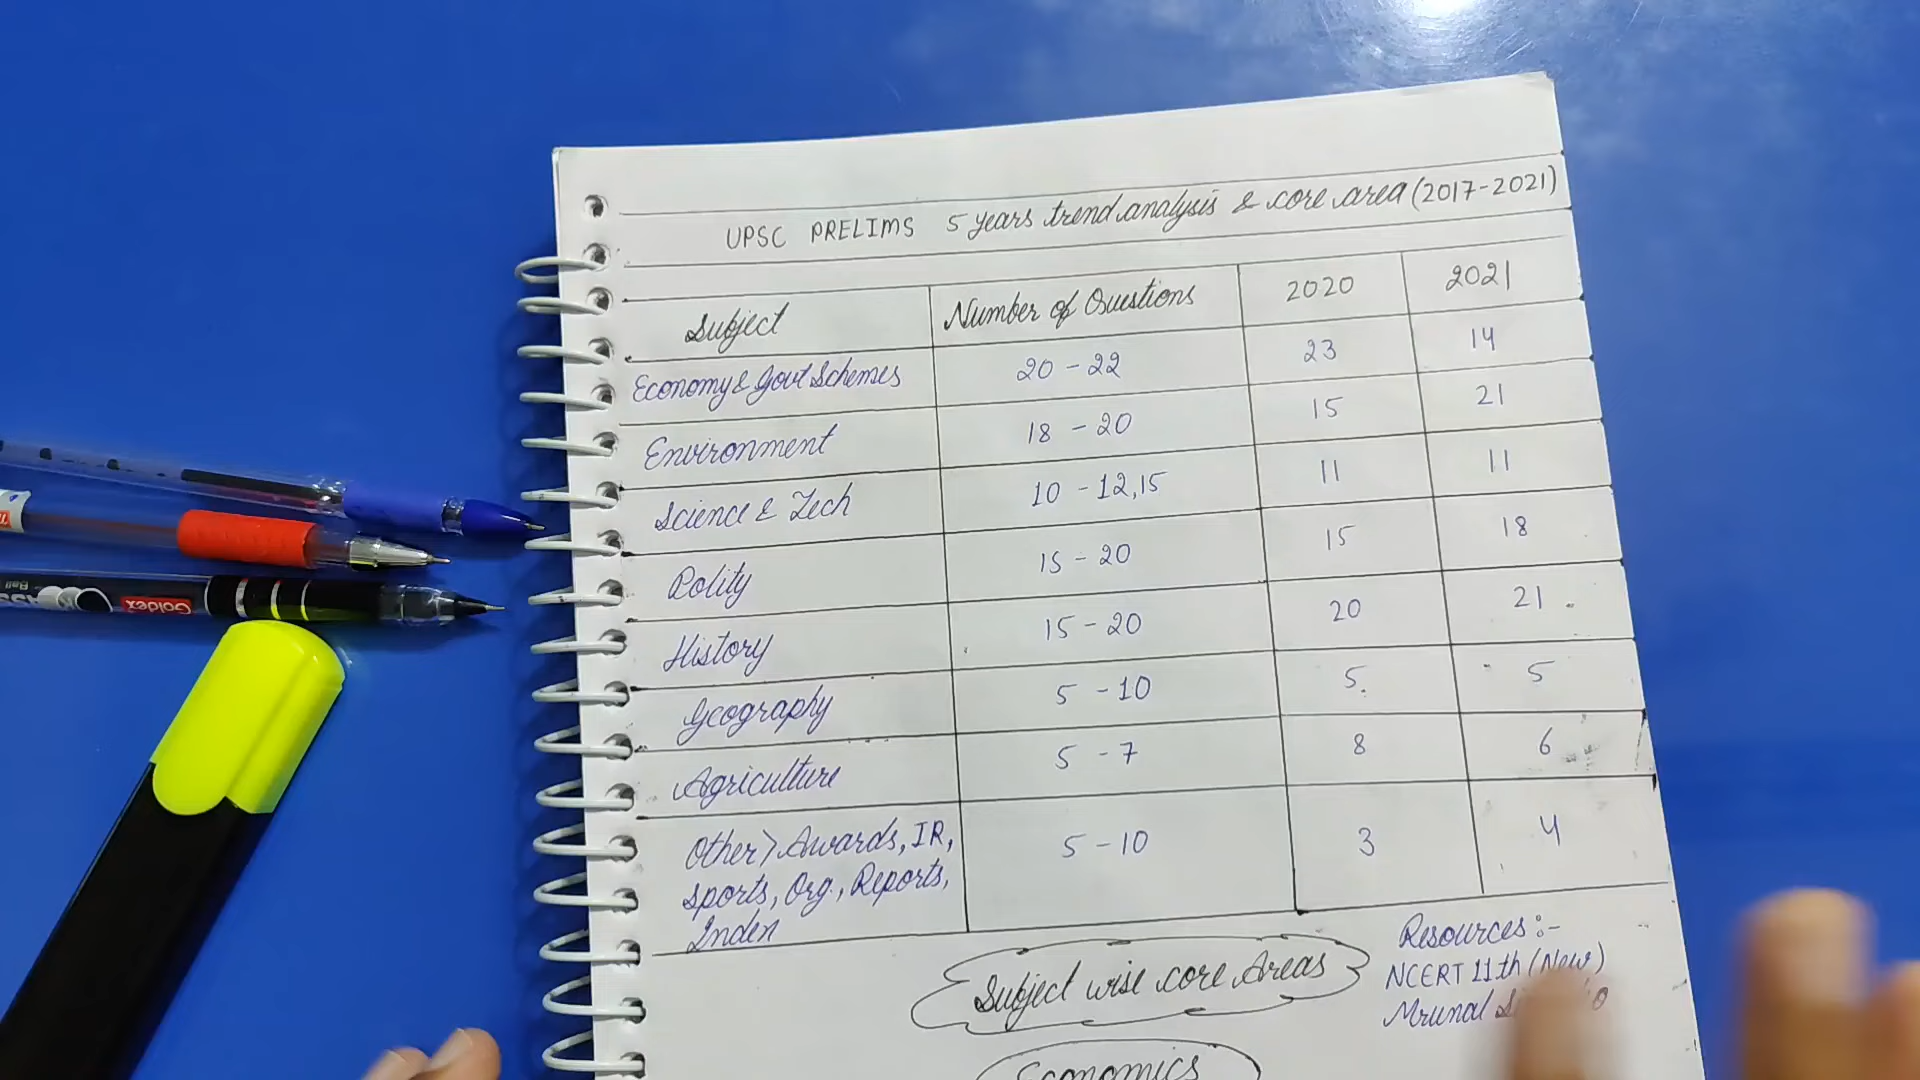 UPSC PRELIMS 5 years trend analysis & core area (2017-2021)
Subject Number of Questions 2020 2021
Economy & Govt Schemes 20 - 22 23 14
Environment 18 - 20 15 21
Science & Tech 10 - 12,15 11 11
Polity 15 - 20 15 18
History 15 - 20 20 21
Geography 5 - 10 5 5
Agriculture 5 - 7 8 6
Other > Awards, IR, 5 - 10 3 4
Sports, Org., Reports,
Index
Subject wise core Areas
Resources :-
NCERT 11th (New)
Mrunal
Economics
Goldex